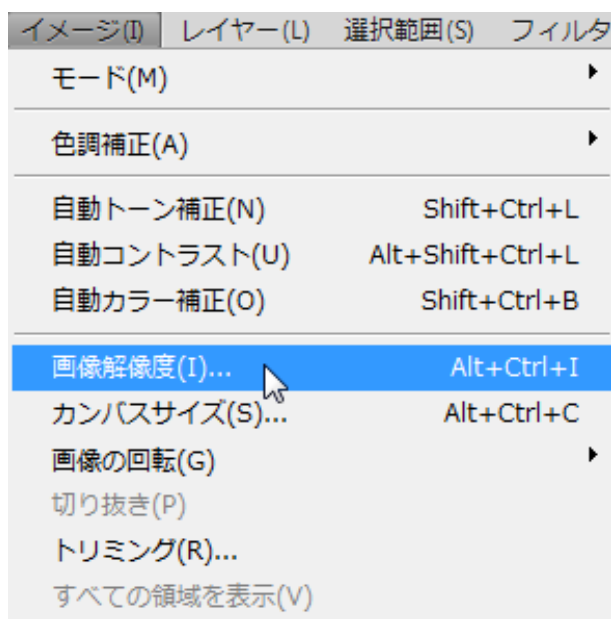 イメージ(I) レイヤー(L) 選択範囲(S) フィルタ
モード(M)
色調補正(A)
自動トーン補正(N) Shift+Ctrl+L
自動コントラスト(U) Alt+Shift+Ctrl+L
自動カラー補正(O) Shift+Ctrl+B
画像解像度(I)... Alt+Ctrl+I
カンバスサイズ(S)... Alt+Ctrl+C
画像の回転(G)
切り抜き(P)
トリミング(R)...
すべての領域を表示(V)